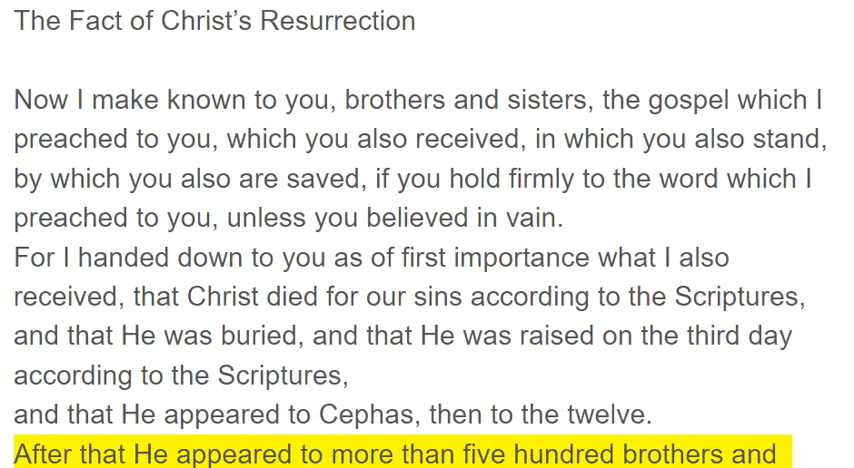 The Fact of Christ’s Resurrection
Now I make known to you, brothers and sisters, the gospel which I
preached to you, which you also received, in which you also stand,
by which you also are saved, if you hold firmly to the word which I
preached to you, unless you believed in vain.
For I handed down to you as of first importance what I also
received, that Christ died for our sins according to the Scriptures,
and that He was buried, and that He was raised on the third day
according to the Scriptures,
and that He appeared to Cephas, then to the twelve.
After that He appeared to more than five hundred brothers and